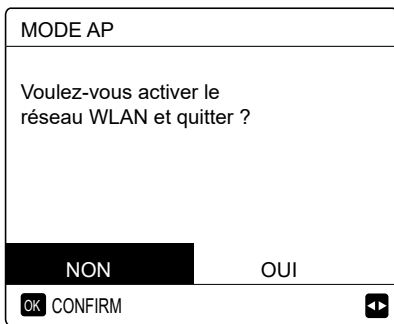 MODE AP
Voulez-vous activer le
réseau WLAN et quitter ?
NON OUI
OK CONFIRM